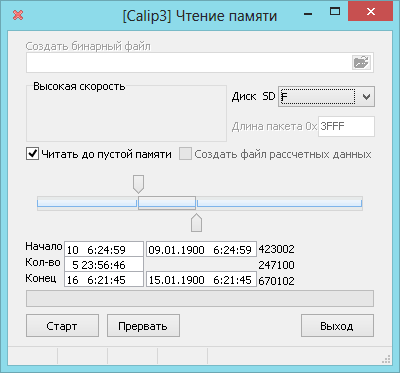 [Calip3] Чтение памяти
Создать бинарный файл
Высокая скорость
Диск SD F
Длина пакета 0x 3FFF
Читать до пустой памяти Создать файл рассчетных данных
Начало 10 6:24:59 09.01.1900 6:24:59 423002
Кол-во 5 23:56:46 247100
Конец 16 6:21:45 15.01.1900 6:21:45 670102
Старт Прервать Выход